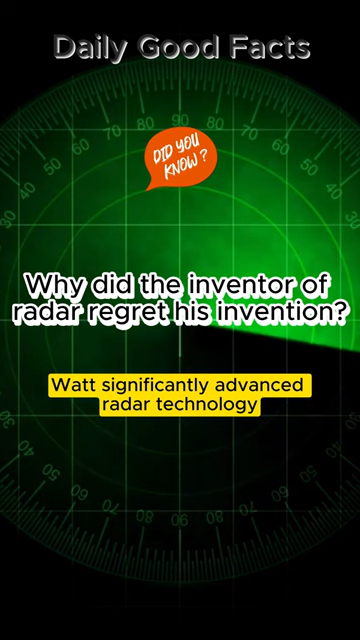 Daily Good Facts
DID YOU
KNOW?
Why did the inventor of
radar regret his invention?
Watt significantly advanced
radar technology